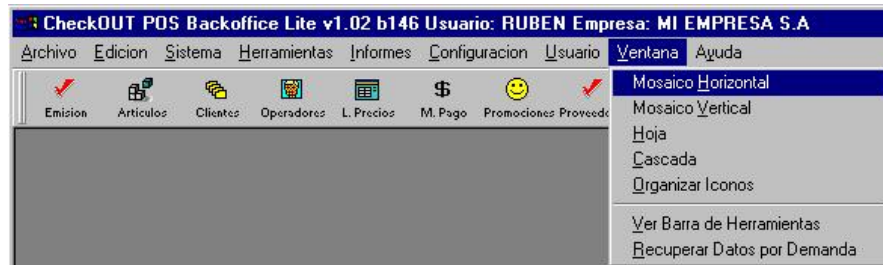 CheckOUT POS Backoffice Lite v1.02 b146 Usuario: RUBEN Empresa: MI EMPRESA S.A
Archivo Edicion Sistema Herramientas Informes Configuracion Usuario Ventana Ayuda
Emision Articulos Clientes Operadores L. Precios M. Pago Promociones Proveedo
Mosaico Horizontal
Mosaico Vertical
Hoja
Cascada
Organizar Iconos
Ver Barra de Herramientas
Recuperar Datos por Demanda